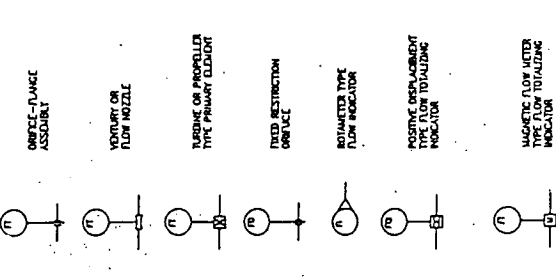 ORIFICE-FLANGE
ASSEMBLY
VENTURY OR
FLOW NOZZLE
TURBINE OR PROPELLER
TYPE PRIMARY ELEMENT
FIXED RESTRICTION
ORIFUCE
ROTAMETER TYPE
FLOW INDICATOR
POSITIVE DISPLACEMENT
TYPE FLOW TOTALIZING
INDICATOR
MAGNETIC FLOW METER
TYPE FLOW TOTALIZING
INDICATOR